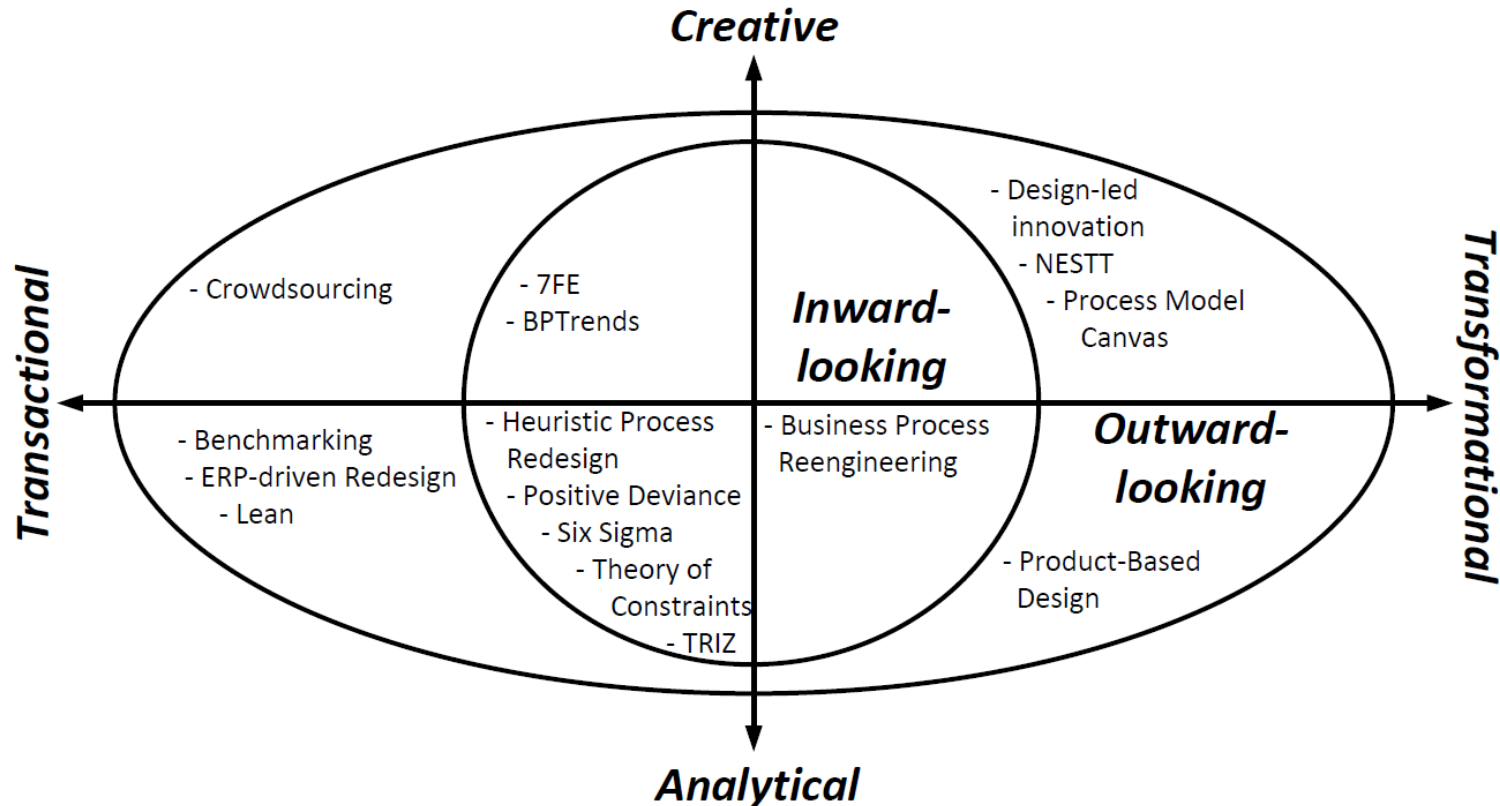 Creative
- Design-led
innovation
- NESTT
- Process Model
Canvas
- Crowdsourcing
- 7FE
- BPTrends
Inward-
looking
Transactional
Transformational
- Benchmarking
- ERP-driven Redesign
- Lean
- Heuristic Process
Redesign
- Positive Deviance
- Six Sigma
- Theory of
Constraints
- TRIZ
- Business Process
Reengineering
Outward-
looking
- Product-Based
Design
Analytical